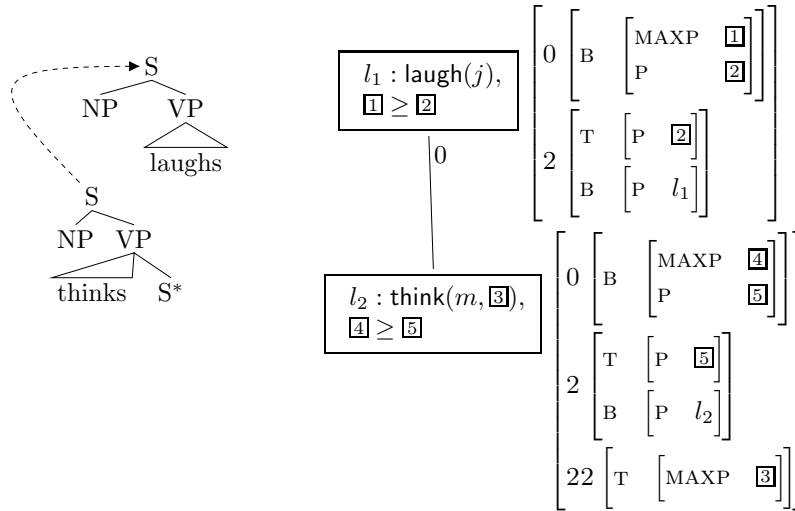 S
NP VP
laughs
S
NP VP
thinks S*
l₁ : laugh(j),
1 ≥ 2
0
l₂ : think(m, 3),
4 ≥ 5
0 B MAXP 1
P 2
2 T P 2
B P l₁
0 B MAXP 4
P 5
2 T P 5
B P l₂
22 T MAXP 3